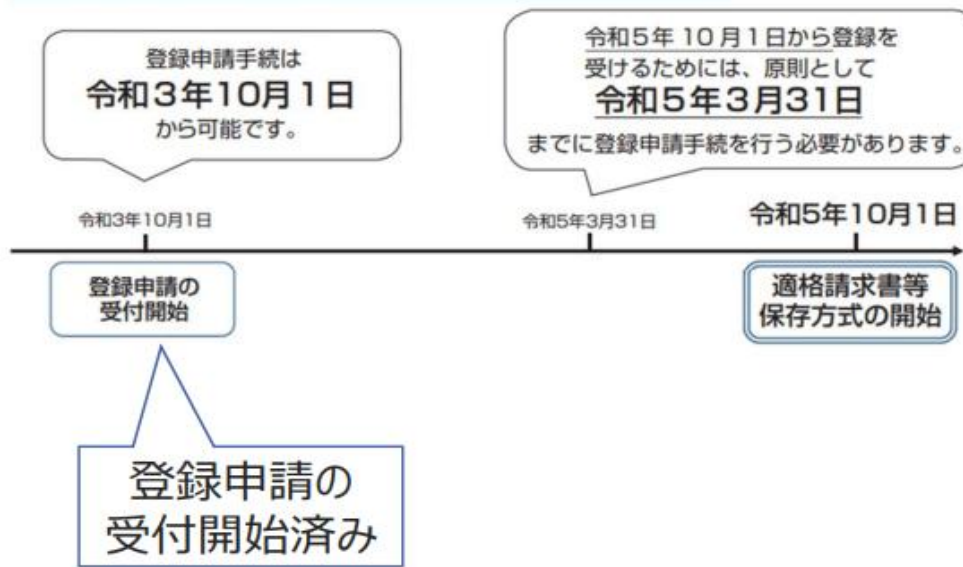 登録申請手続は
令和3年10月1日
から可能です。
令和5年10月1日から登録を
受けるためには、原則として
令和5年3月31日
までに登録申請手続を行う必要があります。
令和3年10月1日
令和5年3月31日
令和5年10月1日
登録申請の
受付開始
適格請求書等
保存方式の開始
登録申請の
受付開始済み